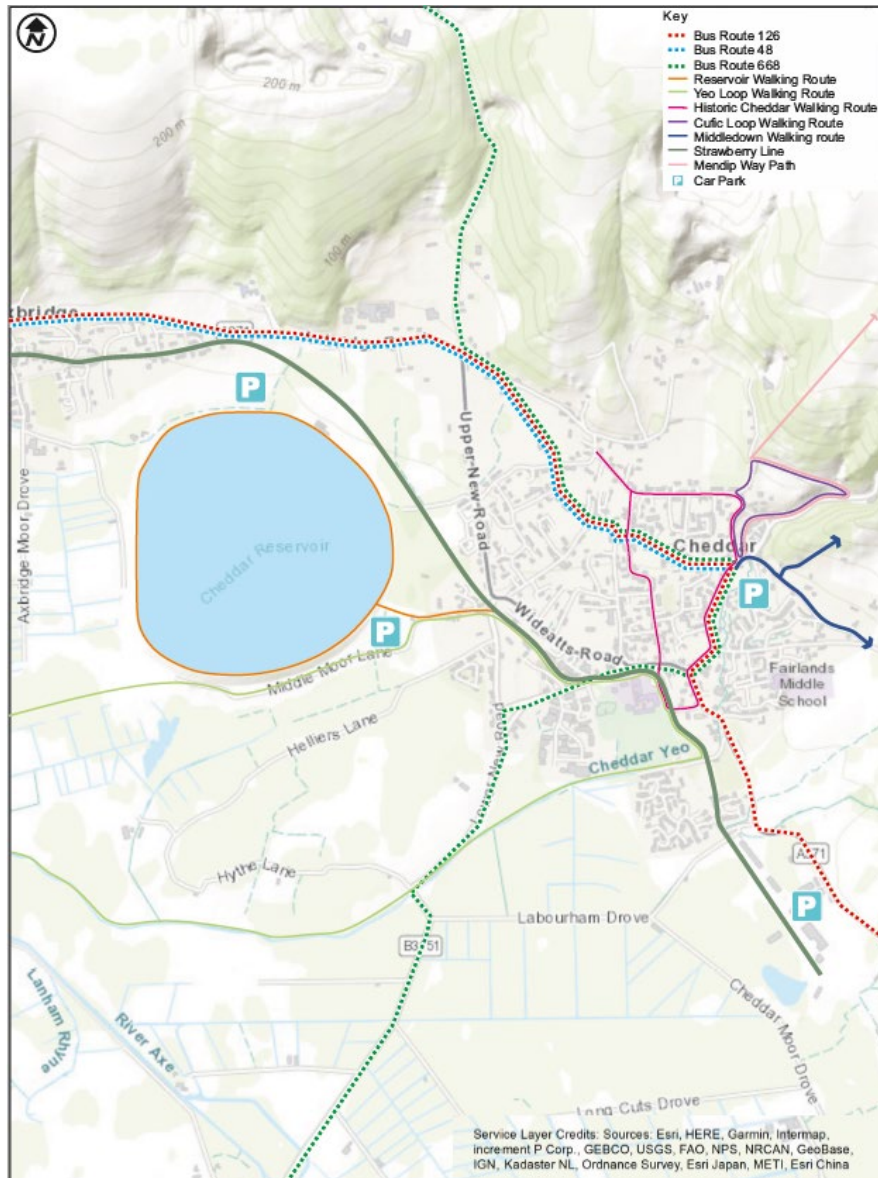 N
Key
Bus Route 126
Bus Route 48
Bus Route 668
Reservoir Walking Route
Yeo Loop Walking Route
Historic Cheddar Walking Route
Cufic Loop Walking Route
Middledown Walking route
Strawberry Line
Mendip Way Path
P Car Park
200 m
200 m
100 m
xbridge
P
Upper-New-Road
Axbridge Moor Drove
Cheddar Reservoir
Cheddar
P
P
Wideatts-Road
Middle Moor Lane
Fairlands
Middle
School
Helliers Lane
Cheddar Yeo
Lower New Road
Hythe Lane
A371
P
Labourham Drove
Lanham Rhyne
River Axe
Cheddar Moor Drove
Long Cuts Drove
Service Layer Credits: Sources: Esri, HERE, Garmin, Intermap,
increment P Corp., GEBCO, USGS, FAO, NPS, NRCAN, GeoBase,
IGN, Kadaster NL, Ordnance Survey, Esri Japan, METI, Esri China